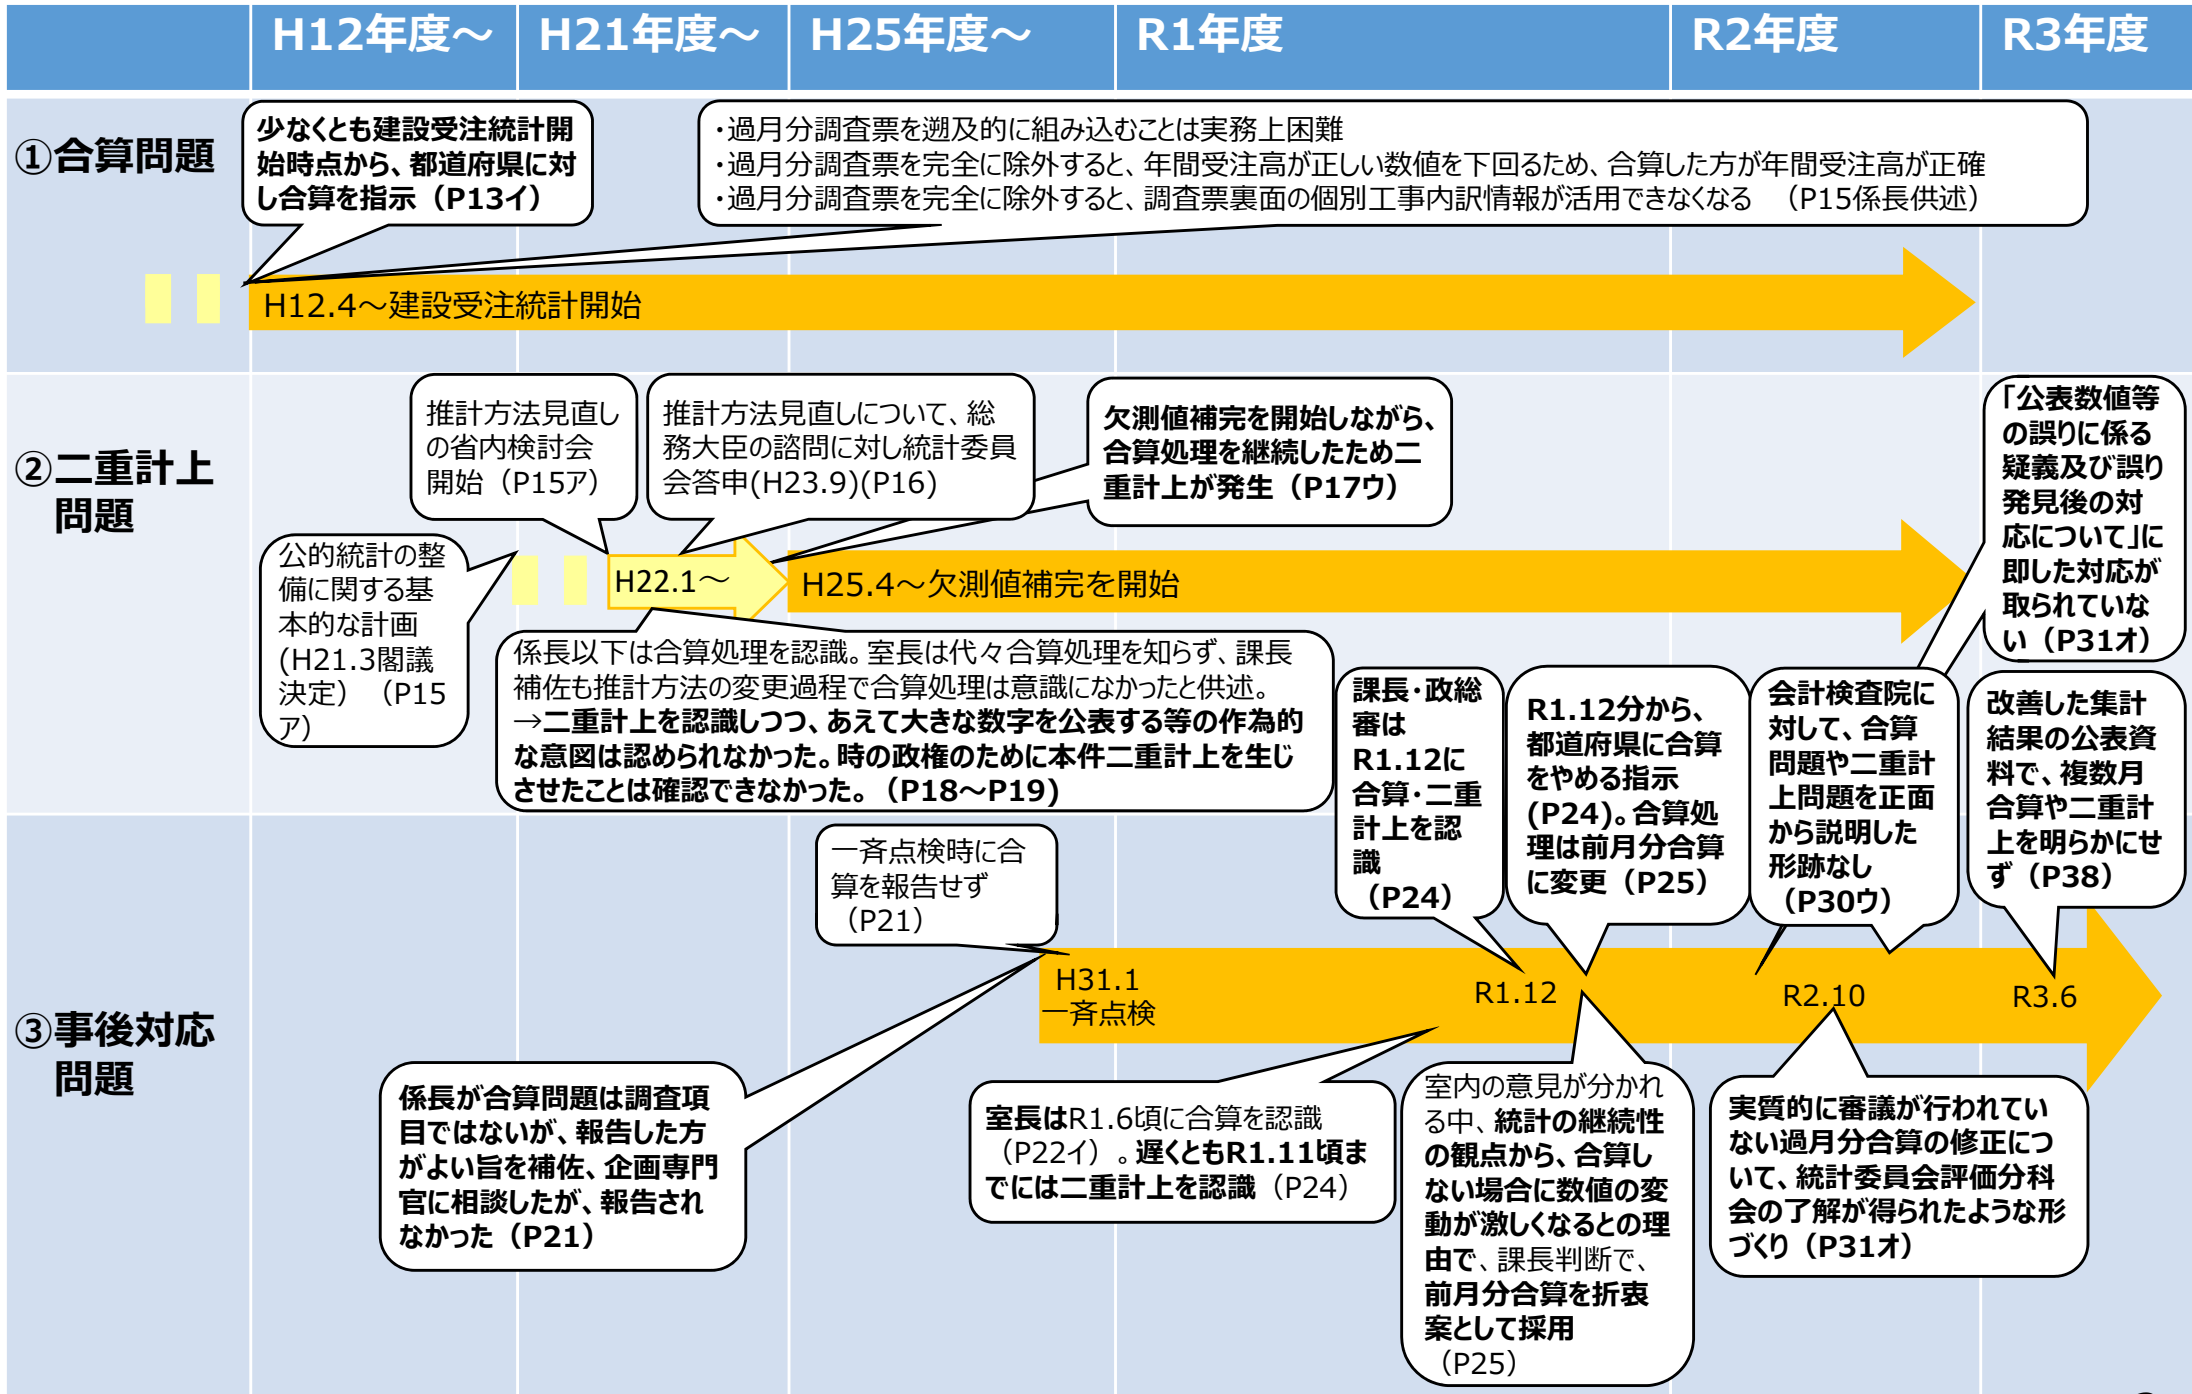 H12年度～ H21年度～ H25年度～ R1年度 R2年度 R3年度
①合算問題
少なくとも建設受注統計開
始時点から、都道府県に対
し合算を指示（P13イ）
・過月分調査票を遡及的に組み込むことは実務上困難
・過月分調査票を完全に除外すると、年間受注高が正しい数値を下回るため、合算した方が年間受注高が正確
・過月分調査票を完全に除外すると、調査票裏面の個別工事内訳情報が活用できなくなる　（P15係長供述）
H12.4～建設受注統計開始
②二重計上
問題
公的統計の整
備に関する基
本的な計画
(H21.3閣議
決定）（P15
ア）
推計方法見直し
の省内検討会
開始（P15ア）
推計方法見直しについて、総
務大臣の諮問に対し統計委員
会答申(H23.9)(P16)
欠測値補完を開始しながら、
合算処理を継続したため二
重計上が発生（P17ウ）
「公表数値等
の誤りに係る
疑義及び誤り
発見後の対
応について」に
即した対応が
取られていな
い（P31オ）
H22.1～
H25.4～欠測値補完を開始
係長以下は合算処理を認識。室長は代々合算処理を知らず、課長
補佐も推計方法の変更過程で合算処理は意識になかったと供述。
→二重計上を認識しつつ、あえて大きな数字を公表する等の作為的
な意図は認められなかった。時の政権のために本件二重計上を生じ
させたことは確認できなかった。（P18～P19)
③事後対応
問題
一斉点検時に合
算を報告せず
（P21）
課長・政総
審は
R1.12に
合算・二重
計上を認
識
（P24）
R1.12分から、
都道府県に合算
をやめる指示
(P24)。合算処
理は前月分合算
に変更（P25）
会計検査院に
対して、合算
問題や二重計
上問題を正面
から説明した
形跡なし
（P30ウ）
改善した集計
結果の公表資
料で、複数月
合算や二重計
上を明らかにせ
ず（P38）
H31.1
一斉点検
R1.12
R2.10
R3.6
係長が合算問題は調査項
目ではないが、報告した方
がよい旨を補佐、企画専門
官に相談したが、報告され
なかった（P21）
室長はR1.6頃に合算を認識
（P22イ）。遅くともR1.11頃ま
でには二重計上を認識（P24）
室内の意見が分かれ
る中、統計の継続性
の観点から、合算し
ない場合に数値の変
動が激しくなるとの理
由で、課長判断で、
前月分合算を折衷
案として採用
（P25）
実質的に審議が行われてい
ない過月分合算の修正につ
いて、統計委員会評価分科
会の了解が得られたような形
づくり（P31オ）